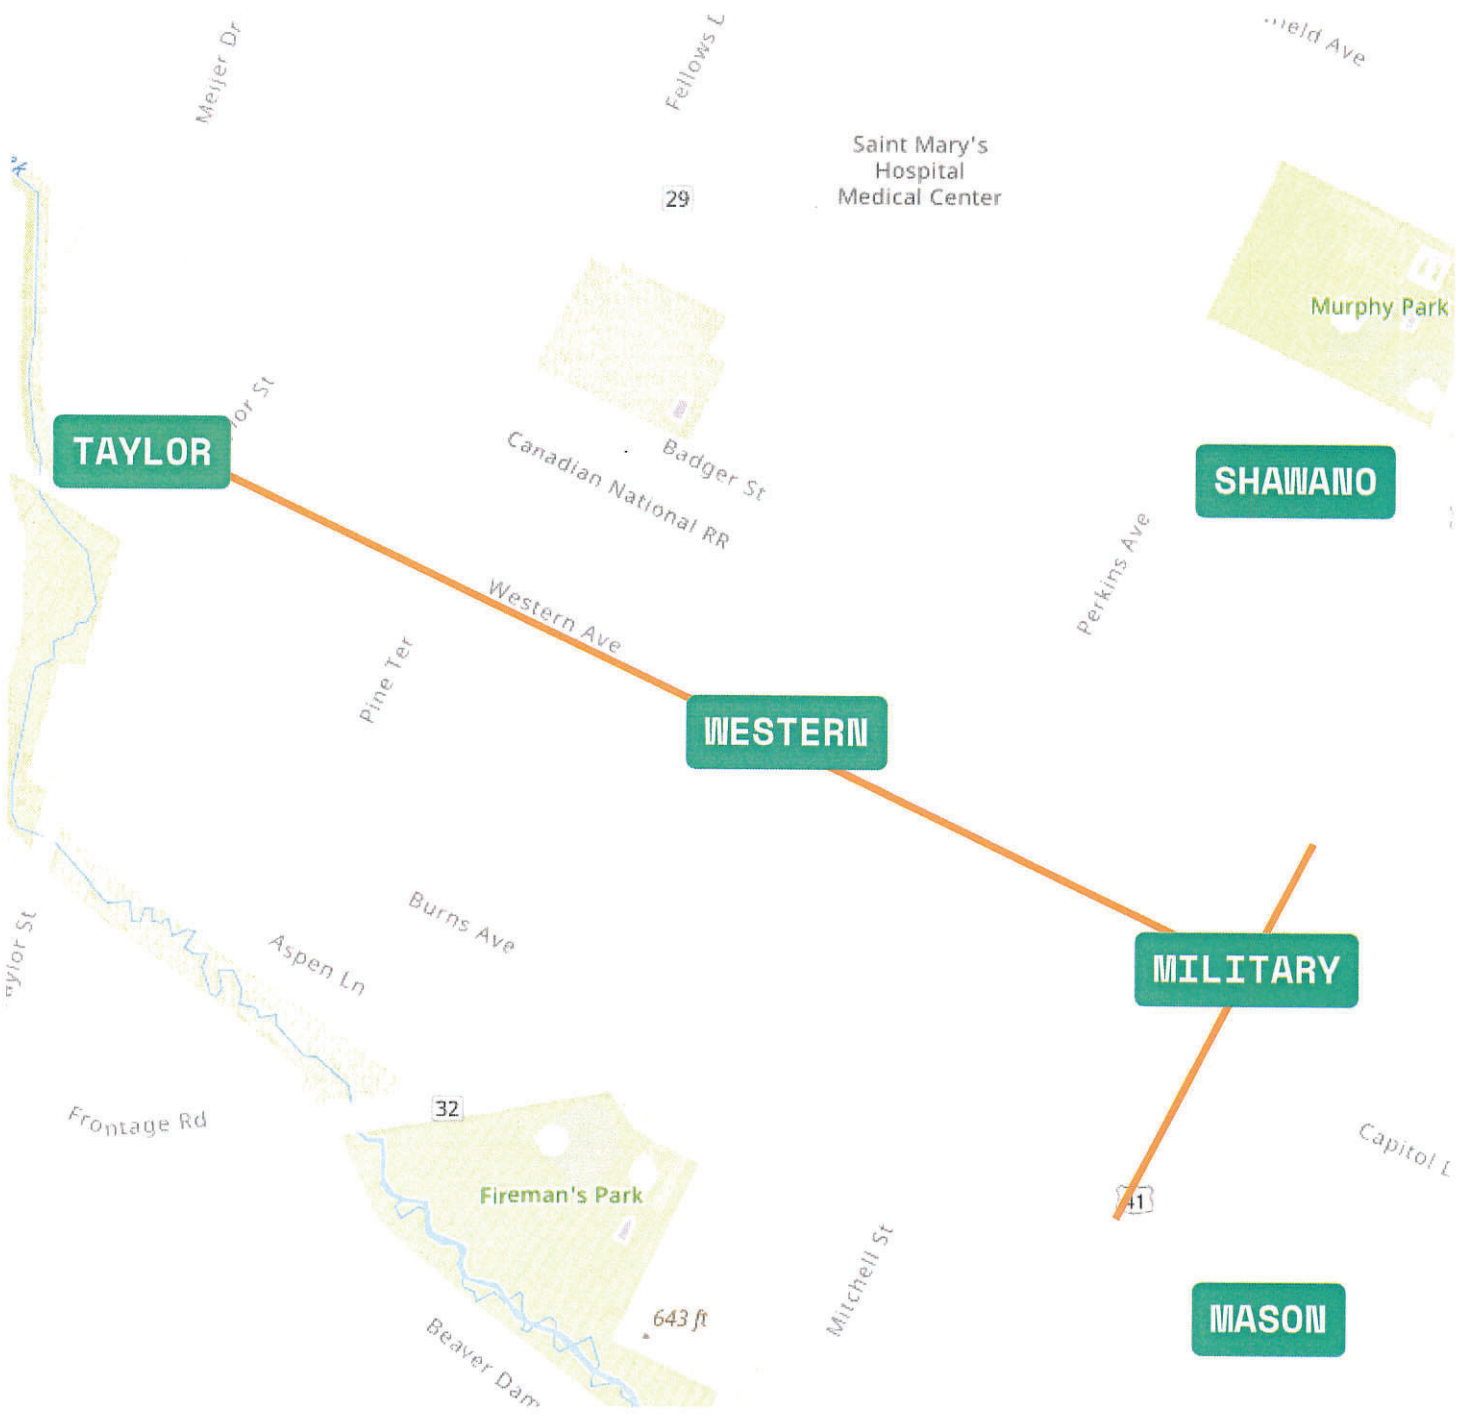 Meijer Dr
Fellows L
Saint Mary's
Hospital
Medical Center
29
Murphy Park
TAYLOR
SHAWANO
Badger St
Canadian National RR
Perkins Ave
Western Ave
Pine Ter
WESTERN
Burns Ave
Aspen Ln
MILITARY
Frontage Rd
32
Capitol
41
Fireman's Park
Mitchell St
643 ft
MASON
Beaver Dam